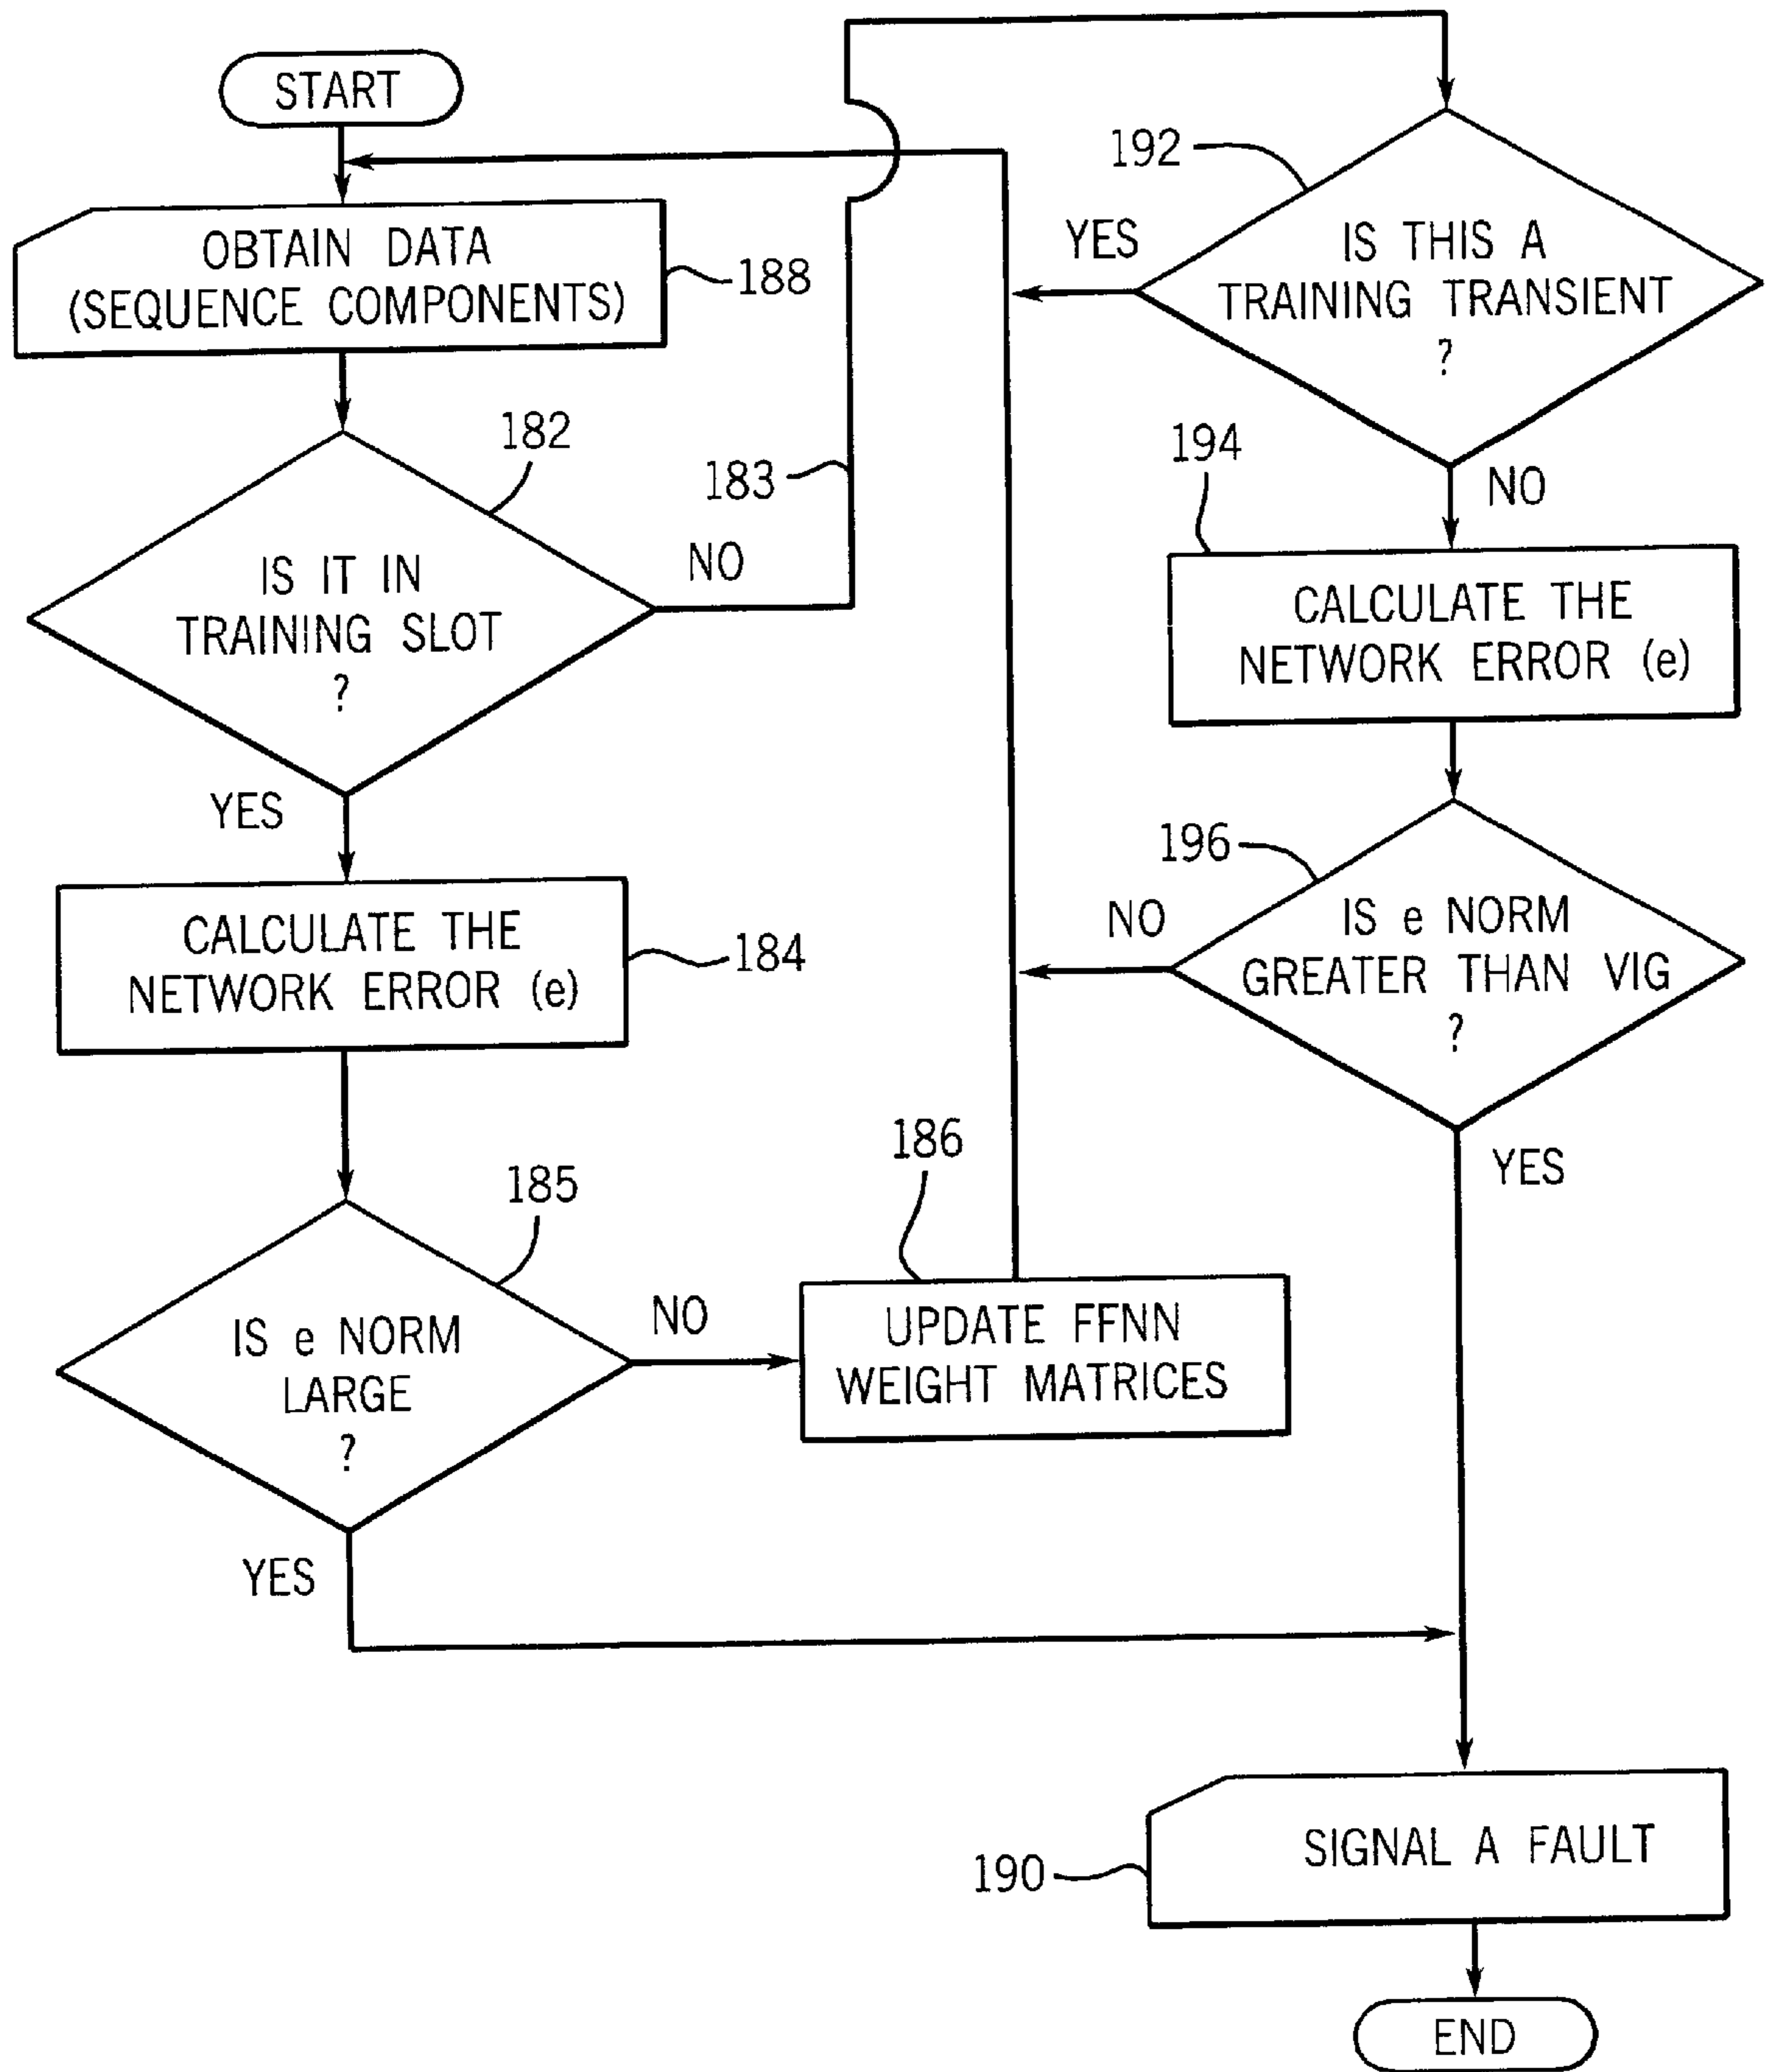 START
OBTAIN DATA
(SEQUENCE COMPONENTS)
188
182
IS IT IN
TRAINING SLOT
?
NO
183
YES
CALCULATE THE
NETWORK ERROR (e)
184
185
IS e NORM
LARGE
?
NO
YES
186
UPDATE FFNN
WEIGHT MATRICES
192
IS THIS A
TRAINING TRANSIENT
?
YES
NO
194
CALCULATE THE
NETWORK ERROR (e)
196
IS e NORM
GREATER THAN VIG
?
NO
YES
190
SIGNAL A FAULT
END